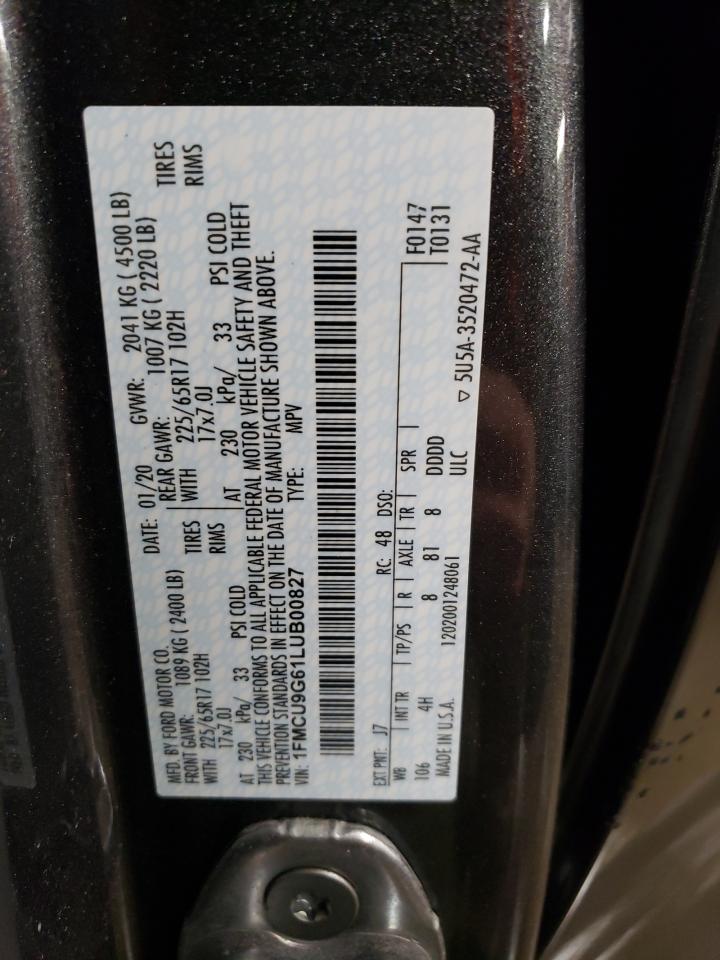 MFD. BY FORD MOTOR CO. DATE: 01/20 GVWR: 2041 KG ( 4500 LB)
FRONT GAWR: 1089 KG ( 2400 LB) REAR GAWR: 1007 KG ( 2220 LB)
WITH 225/65R17 102H TIRES WITH 225/65R17 102H TIRES
17x7.0J RIMS 17x7.0J RIMS
AT 230 kPa/ 33 PSI COLD AT 230 kPa/ 33 PSI COLD
THIS VEHICLE CONFORMS TO ALL APPLICABLE FEDERAL MOTOR VEHICLE SAFETY AND THEFT
PREVENTION STANDARDS IN EFFECT ON THE DATE OF MANUFACTURE SHOWN ABOVE.
VIN: 1FMCU9G61LUB00827 TYPE: MPV
EXT PNT: J7 RC: 48 DSO: F0147
WB INT TR TP/PS R AXLE TR SPR T0131
106 4H 8 81 8 DDDD
MADE IN U.S.A. 1202001248061 ULC
▽ 5U5A-3520472-AA